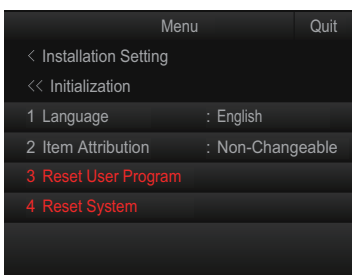 Menu Quit
< Installation Setting
<< Initialization
1 Language : English
2 Item Attribution : Non-Changeable
3 Reset User Program
4 Reset System